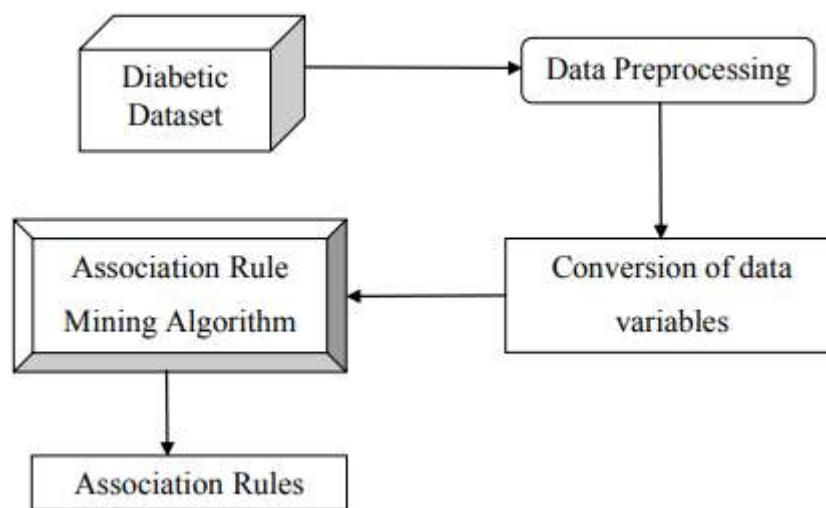 Diabetic
Dataset
Data Preprocessing
Conversion of data
variables
Association Rule
Mining Algorithm
Association Rules